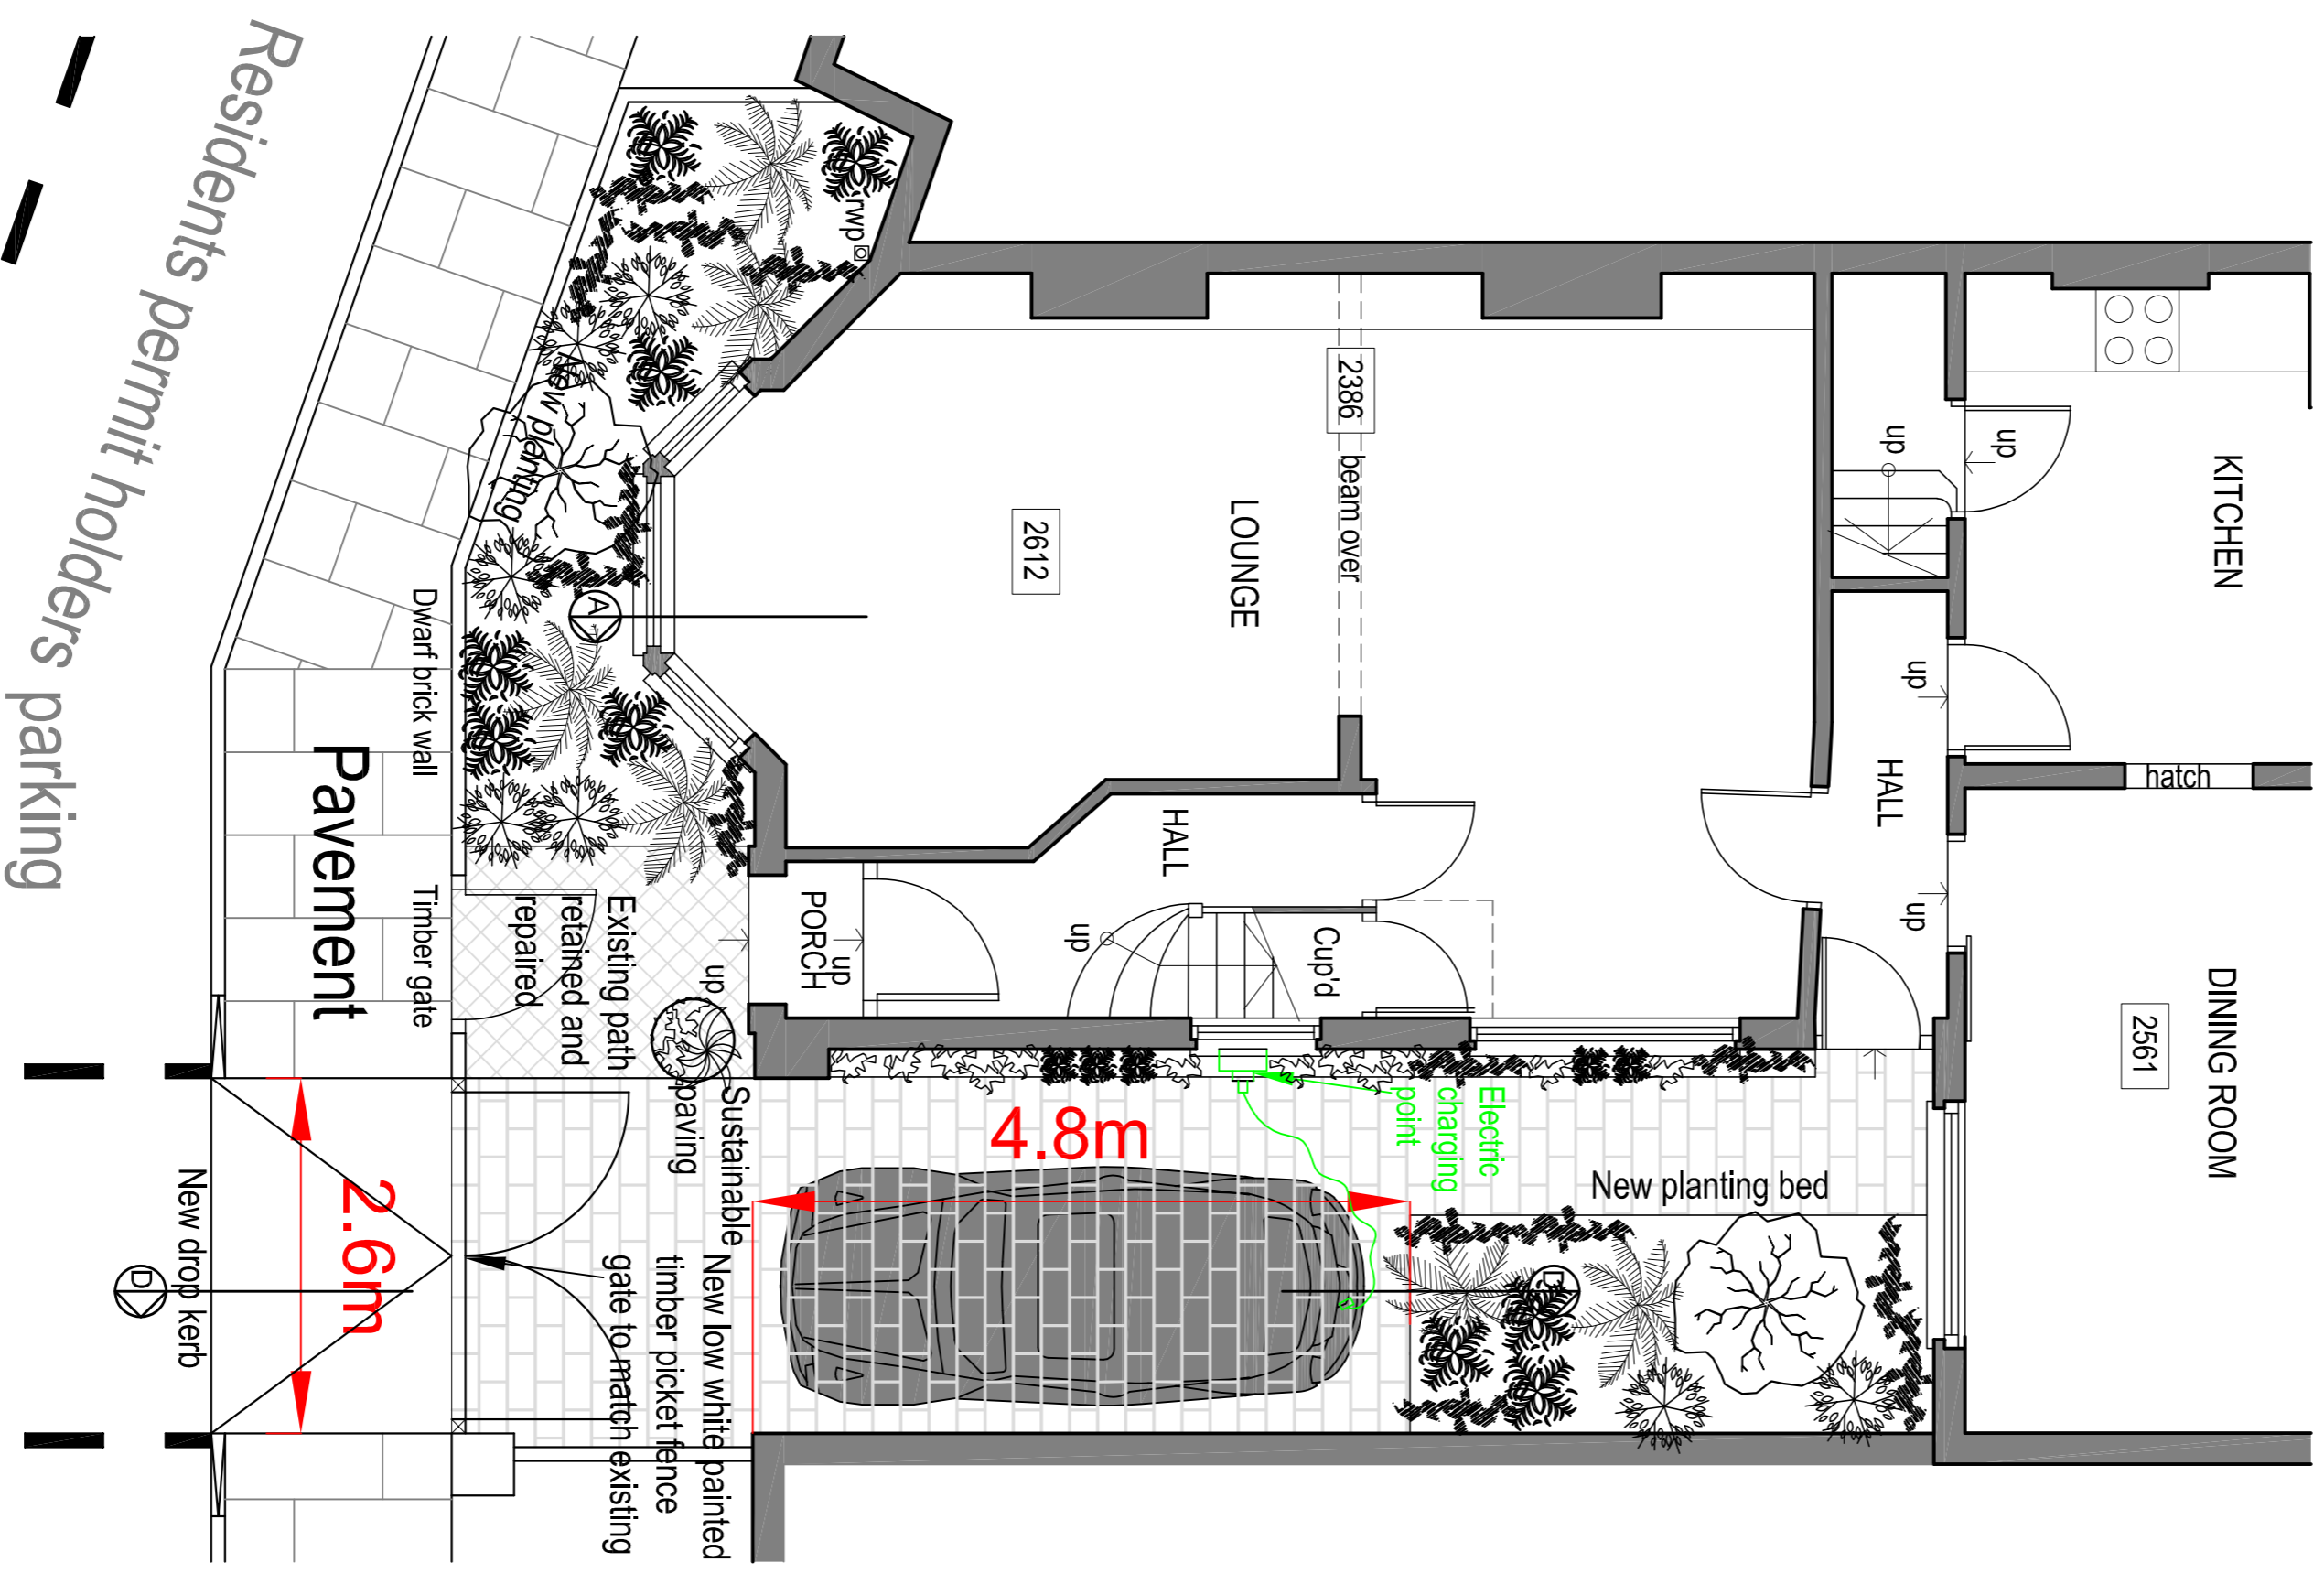 KITCHEN
up
up
DINING ROOM
2561
hatch
HALL
up
up
2386
beam over
LOUNGE
2612
HALL
Cup'd
up
PORCH
up
up
rwp
New planting
A
Dwarf brick wall
Timber gate
Existing path
retained and
repaired
Pavement
Residents permit holders parking
Electric
charging
point
New planting bed
D
4.8m
Sustainable
paving
New low white painted
timber picket fence
gate to match existing
2.6m
New drop kerb
D